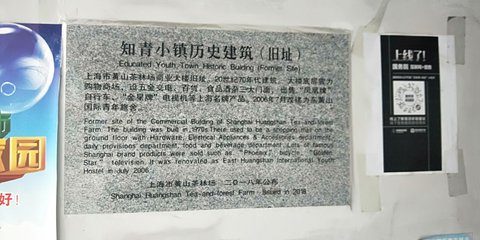 知青小镇历史建筑（旧址）
Educated Youth Town Historic Building (Former Site)
上海市黄山茶林场商业大楼旧址，20世纪70年代建筑，大楼底层曾为
购物商场，设五金交电、百货、食品酒杂三大门面，出售“凤凰牌”
自行车、“金星牌”电视机等上海名牌产品。2006年7月改建为东黄山
国际青年旅舍。
Former site of the Commercial Building of Shanghai Huangshan Tea-and-forest
Farm. The building was built in 1970s. There used to be a shopping mall on the
ground floor with Hardware, Electrical Appliances & Accessories department,
daily provisions department, food and beverage department. Lots of famous
Shanghai brand products were sold such as “Phoenix” bicycle, “Golden
Star” television. It was renovated as East Huangshan International Youth
Hostel in July 2006.
上海市黄山茶林场 二〇一八年公布
Shanghai Huangshan Tea-and-forest Farm Issued in 2018
上线了!
家园
好!